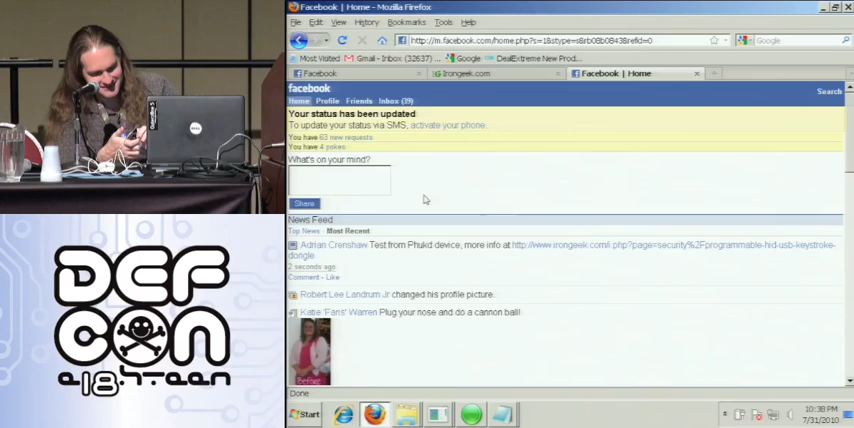 Facebook | Home - Mozilla Firefox
File Edit View History Bookmarks Tools Help
http://m.facebook.com/home.php?s=1&stype=s&rb0Bb0B43&refid=0
Google
Most Visited Gmail - Inbox (32637) ... Google DealExtreme New Prod...
Facebook Irongeek.com Facebook | Home
facebook
Home Profile Friends Inbox (39) Search
Your status has been updated
To update your status via SMS, activate your phone.
You have 63 new requests.
You have 4 pokes.
What's on your mind?
Share
News Feed
Top News · Most Recent
Adrian Crenshaw Test from Phukd device, more info at http://www.irongeek.com/i.php?page=security%2Fprogrammable-hid-usb-keystroke-
dongle
2 seconds ago
Comment - Like
Robert Lee Landrum Jr changed his profile picture.
Katie 'Faris' Warren Plug your nose and do a cannon ball!
Before
Done
Start
10:38 PM
7/31/2010
DELL
DEF
CON
e18hteen